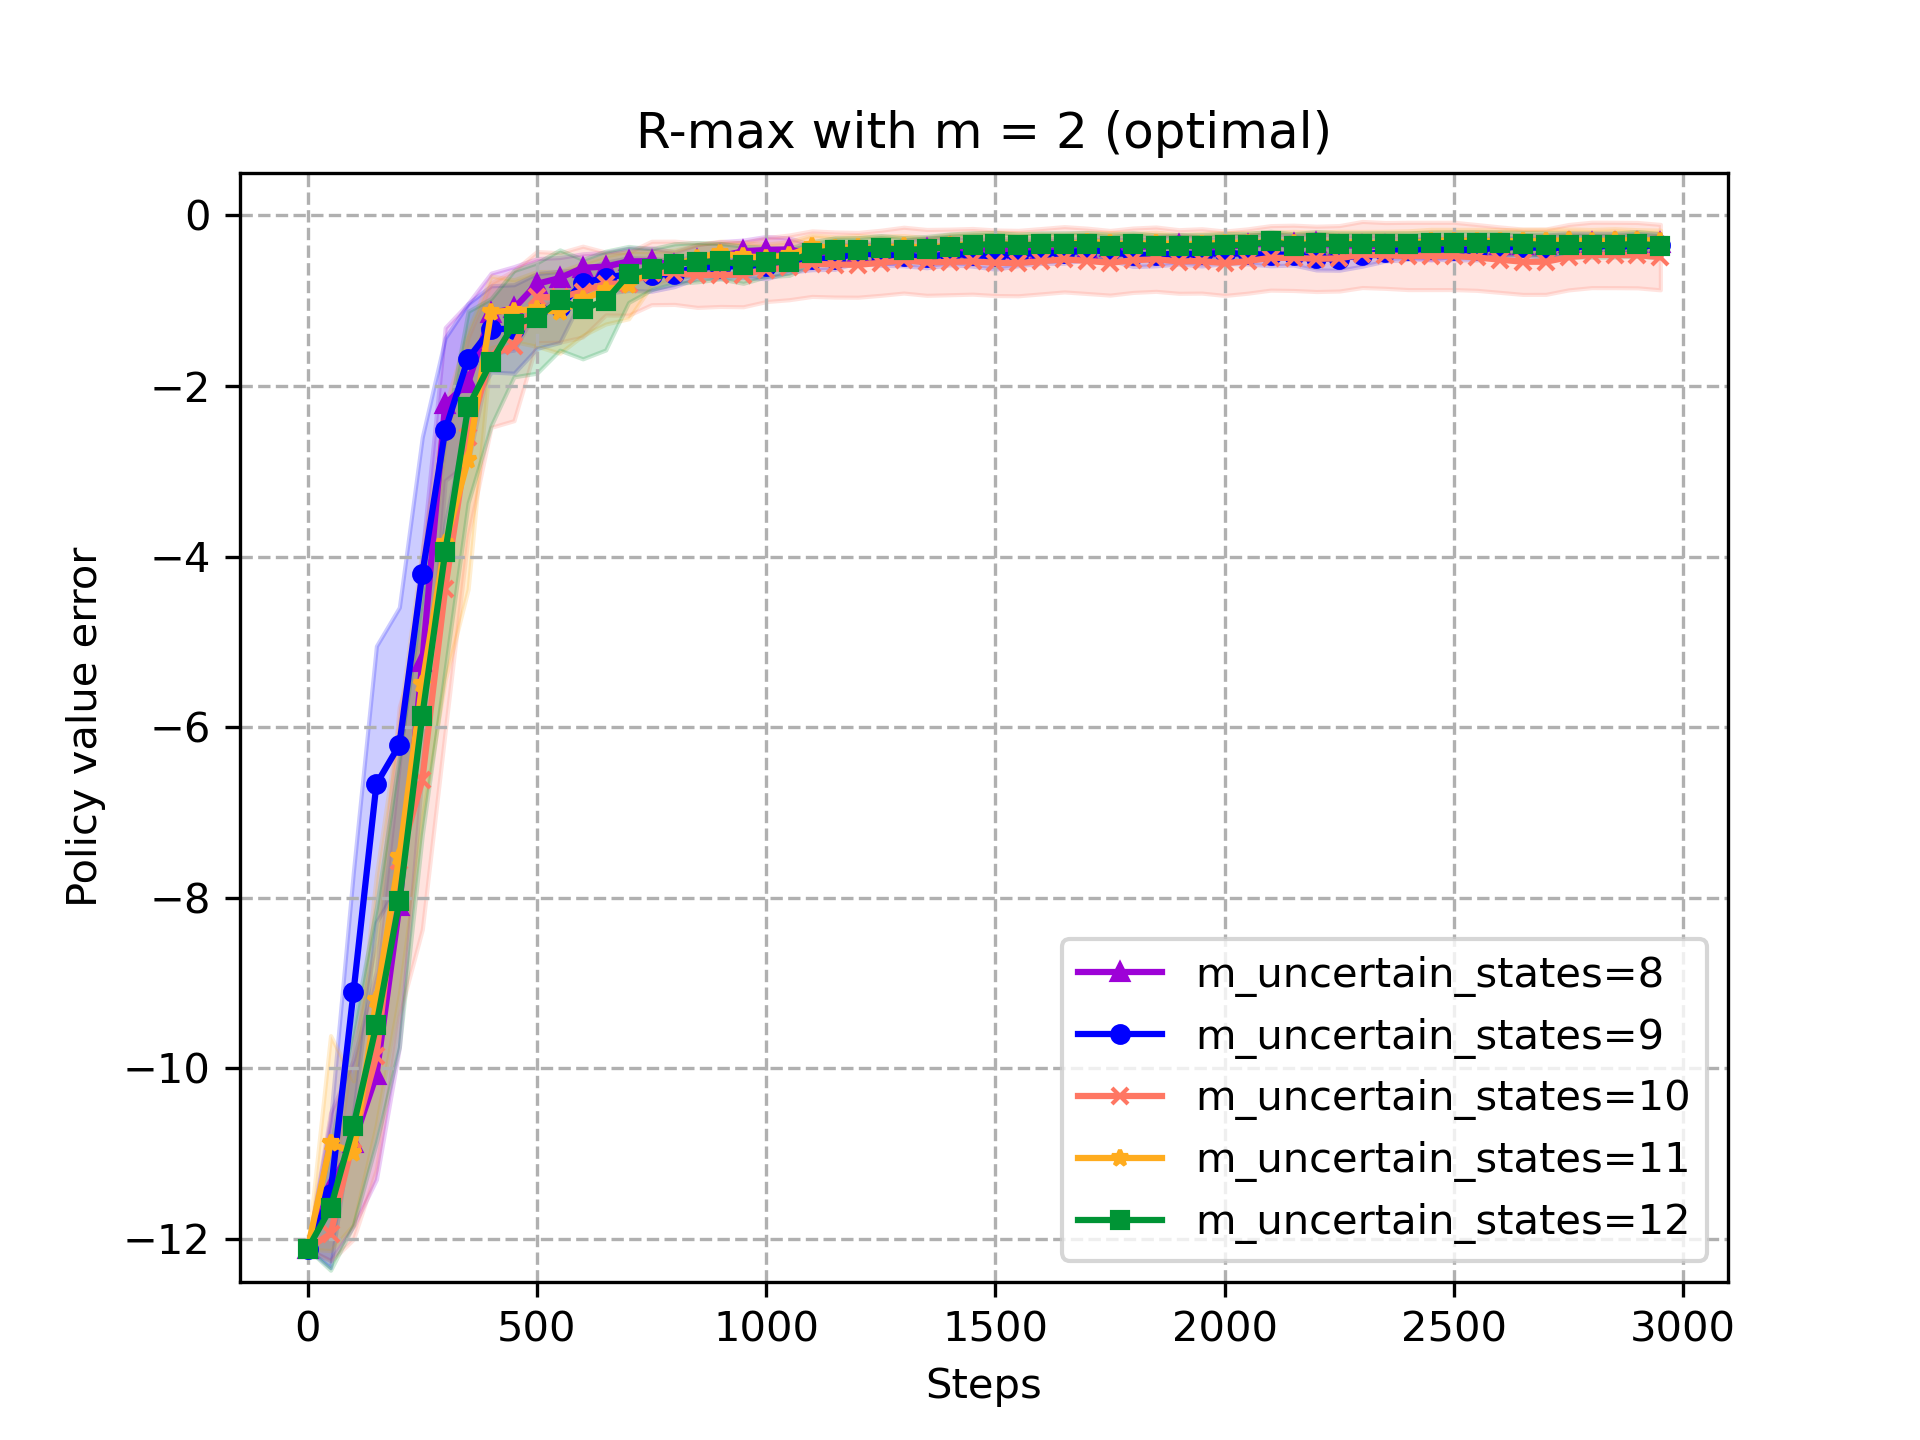 R-max with m = 2 (optimal)
Policy value error
0
−2
−4
−6
−8
−10
−12
m_uncertain_states=8
m_uncertain_states=9
m_uncertain_states=10
m_uncertain_states=11
m_uncertain_states=12
0 500 1000 1500 2000 2500 3000
Steps